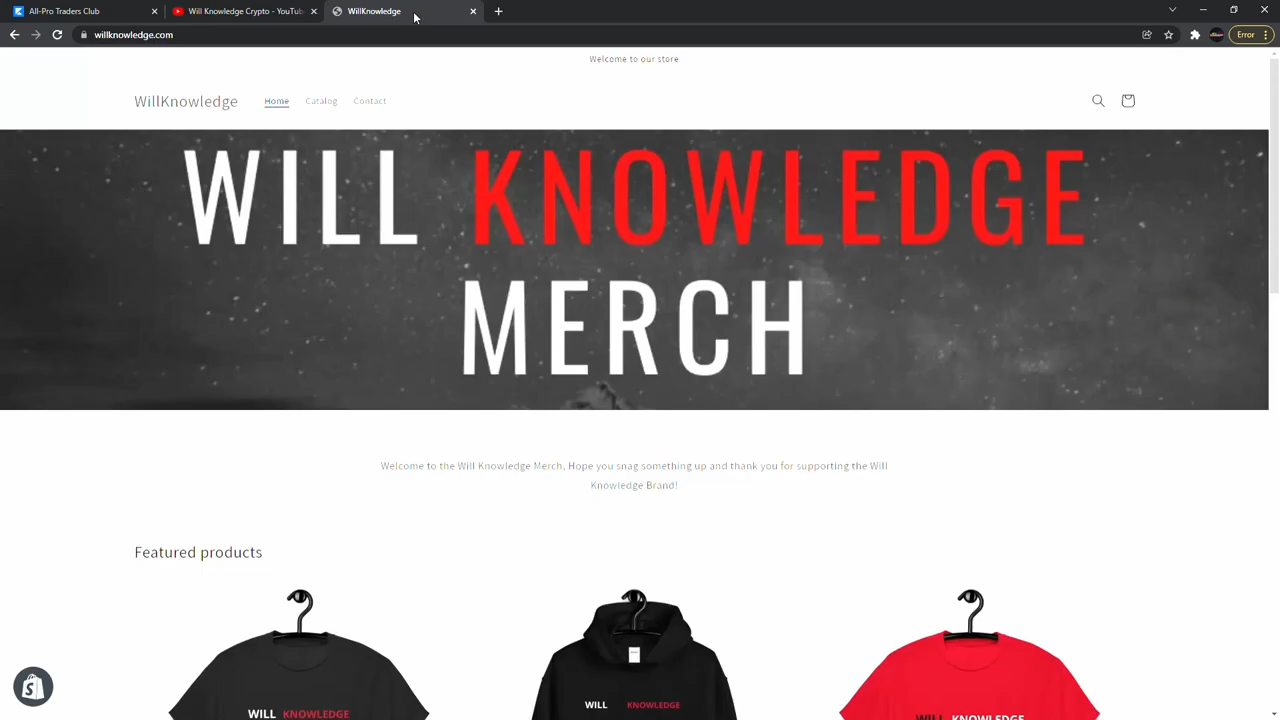 All-Pro Traders Club
Will Knowledge Crypto - YouTub
WillKnowledge
willknowledge.com
Error
Welcome to our store
WillKnowledge
Home
Catalog
Contact
WILL KNOWLEDGE
MERCH
Welcome to the Will Knowledge Merch, Hope you snag something up and thank you for supporting the Will
Knowledge Brand!
Featured products
WILL KNOWLEDGE
WILL KNOWLEDGE
WILL KNOWLEDGE